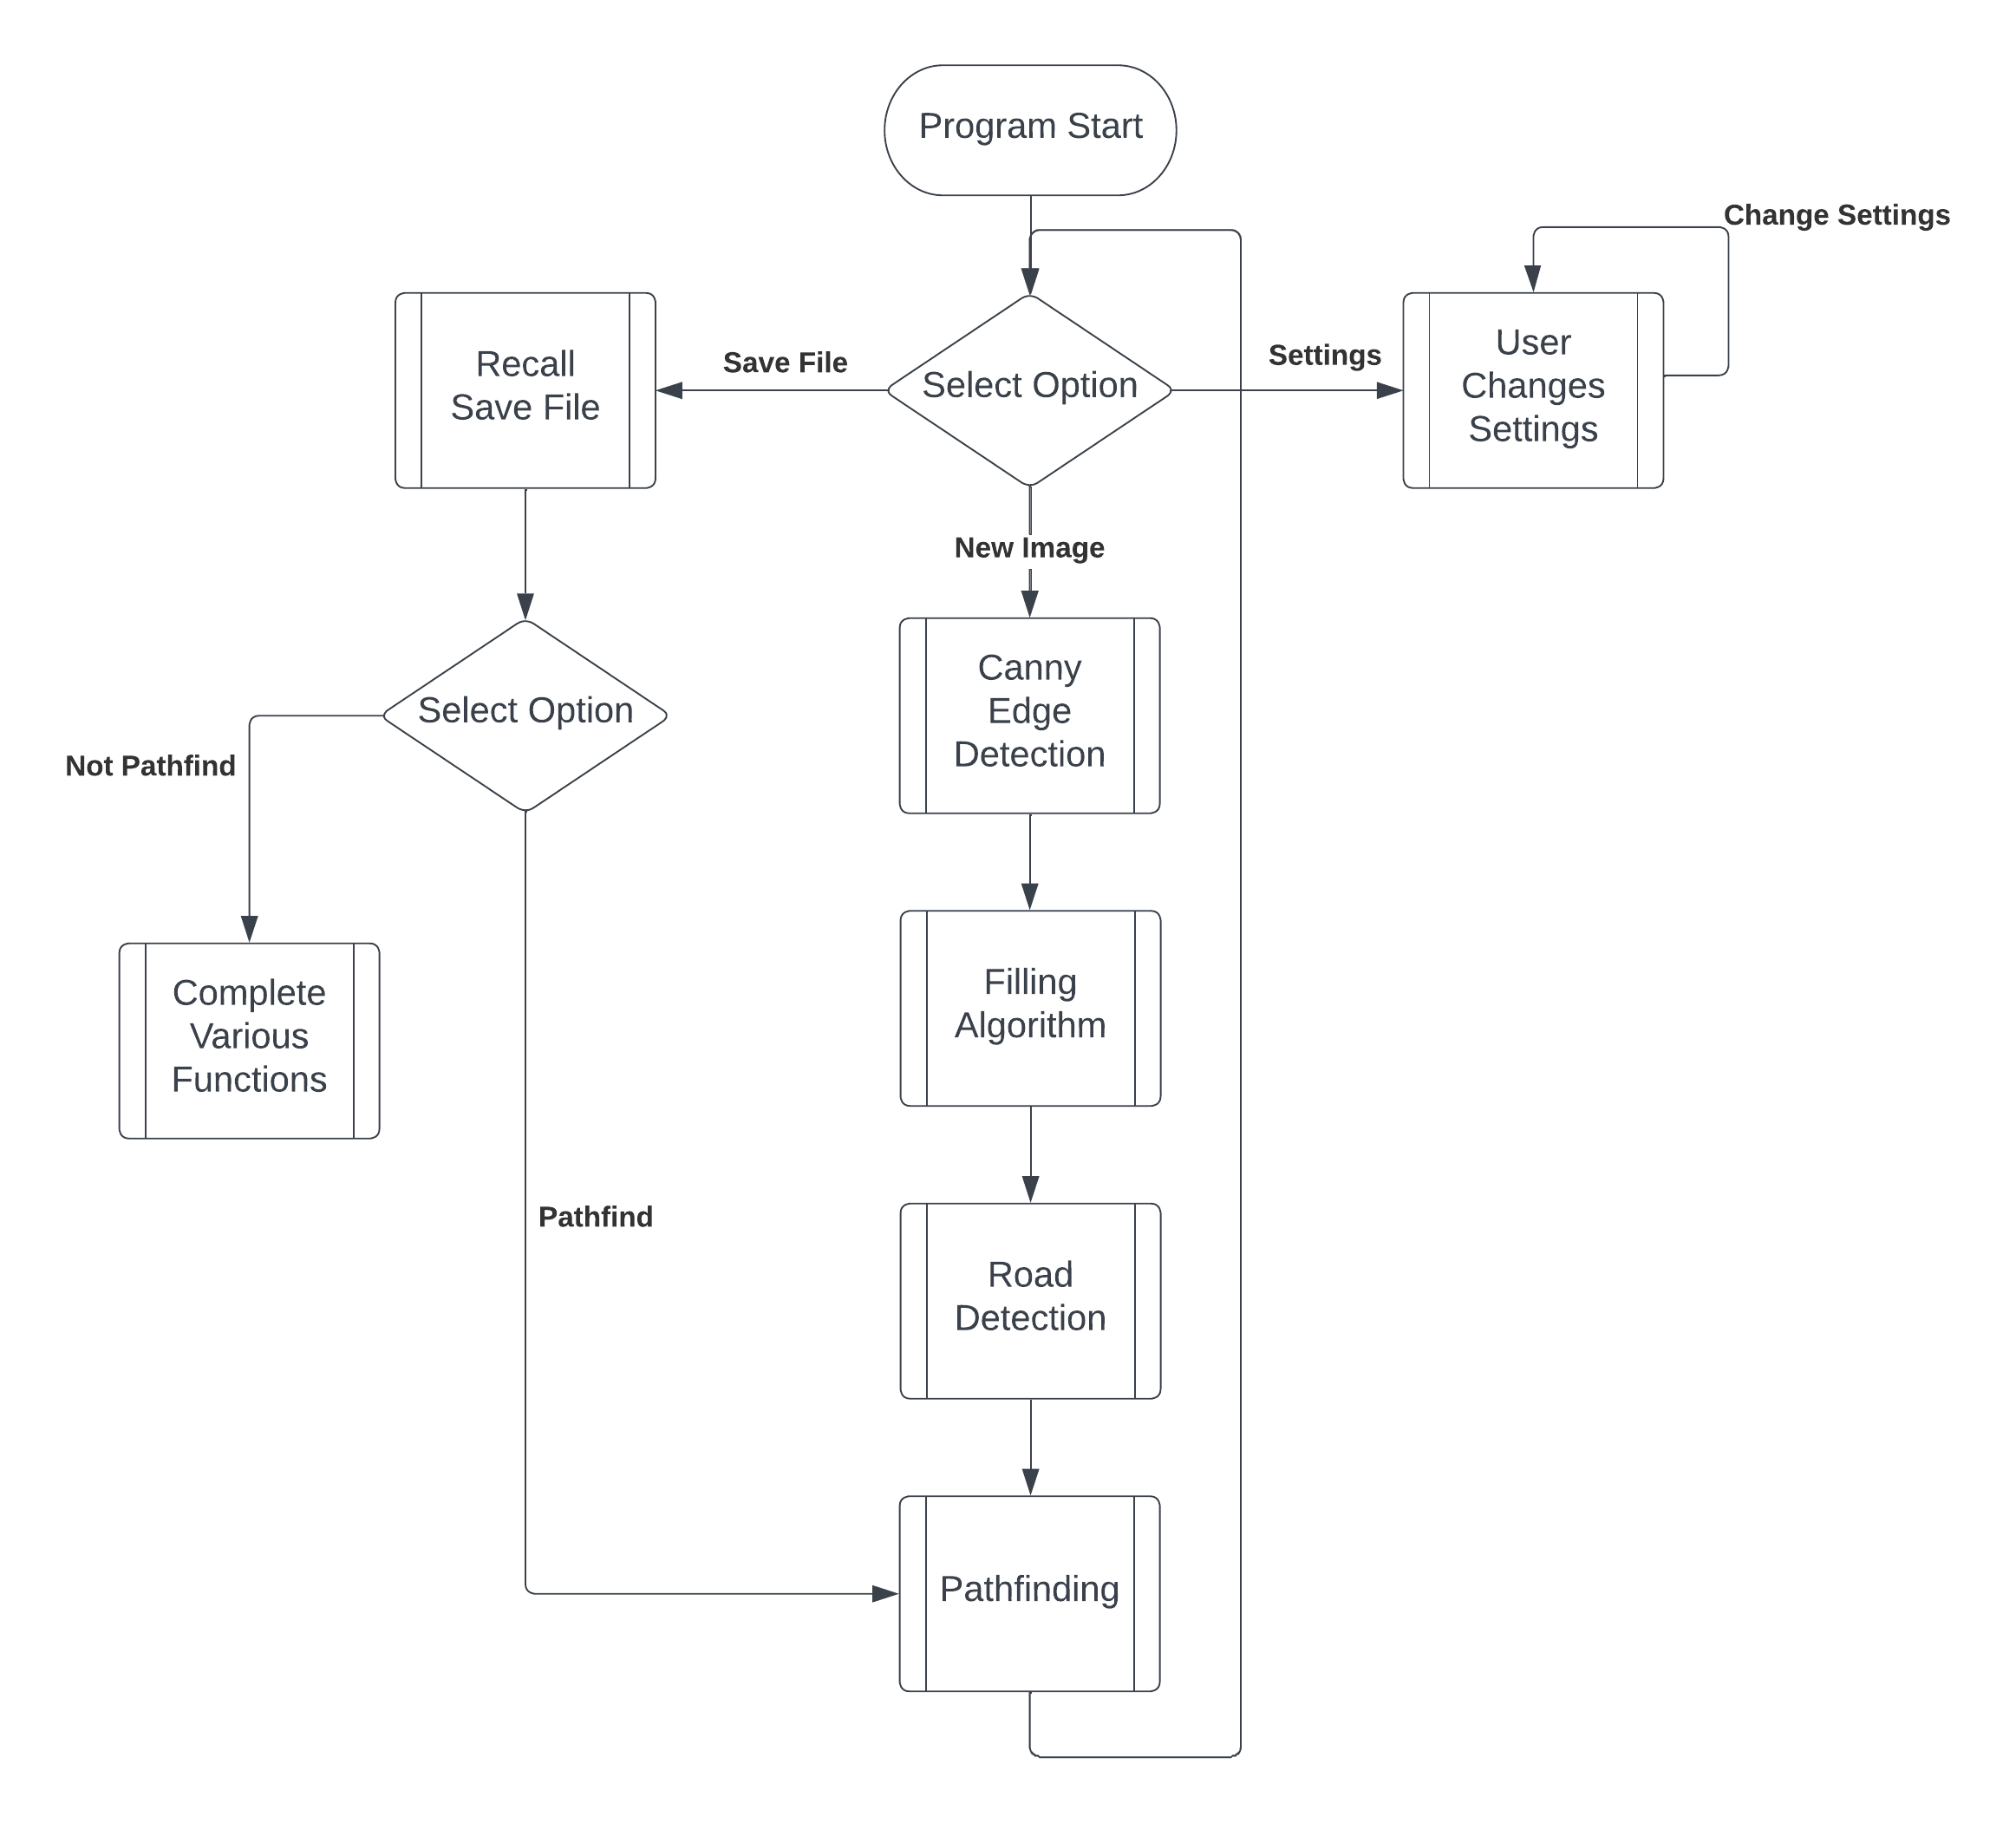 Program Start
Change Settings
Recall
Save File
Save File
Select Option
Settings
User
Changes
Settings
New Image
Select Option
Not Pathfind
Canny
Edge
Detection
Complete
Various
Functions
Filling
Algorithm
Pathfind
Road
Detection
Pathfinding